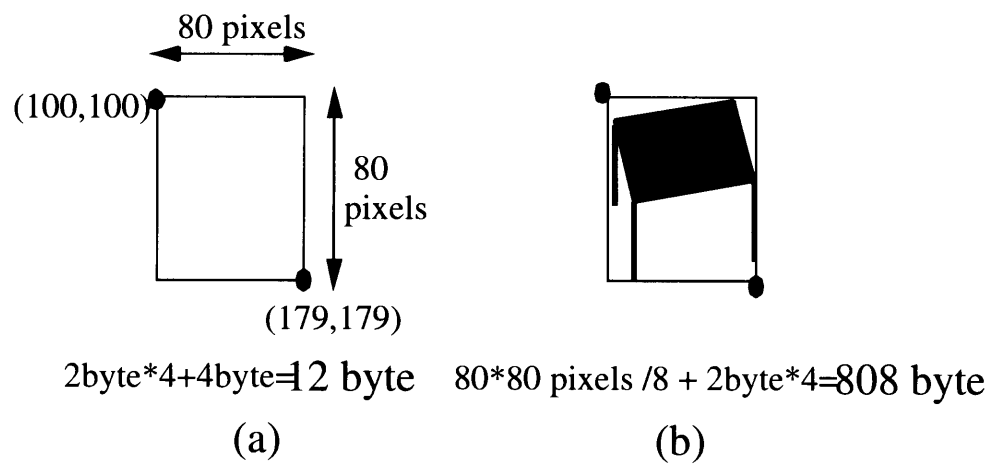 80 pixels
(100,100)
80
pixels
(179,179)
2byte*4+4byte=12 byte
80*80 pixels /8 + 2byte*4=808 byte
(a)
(b)